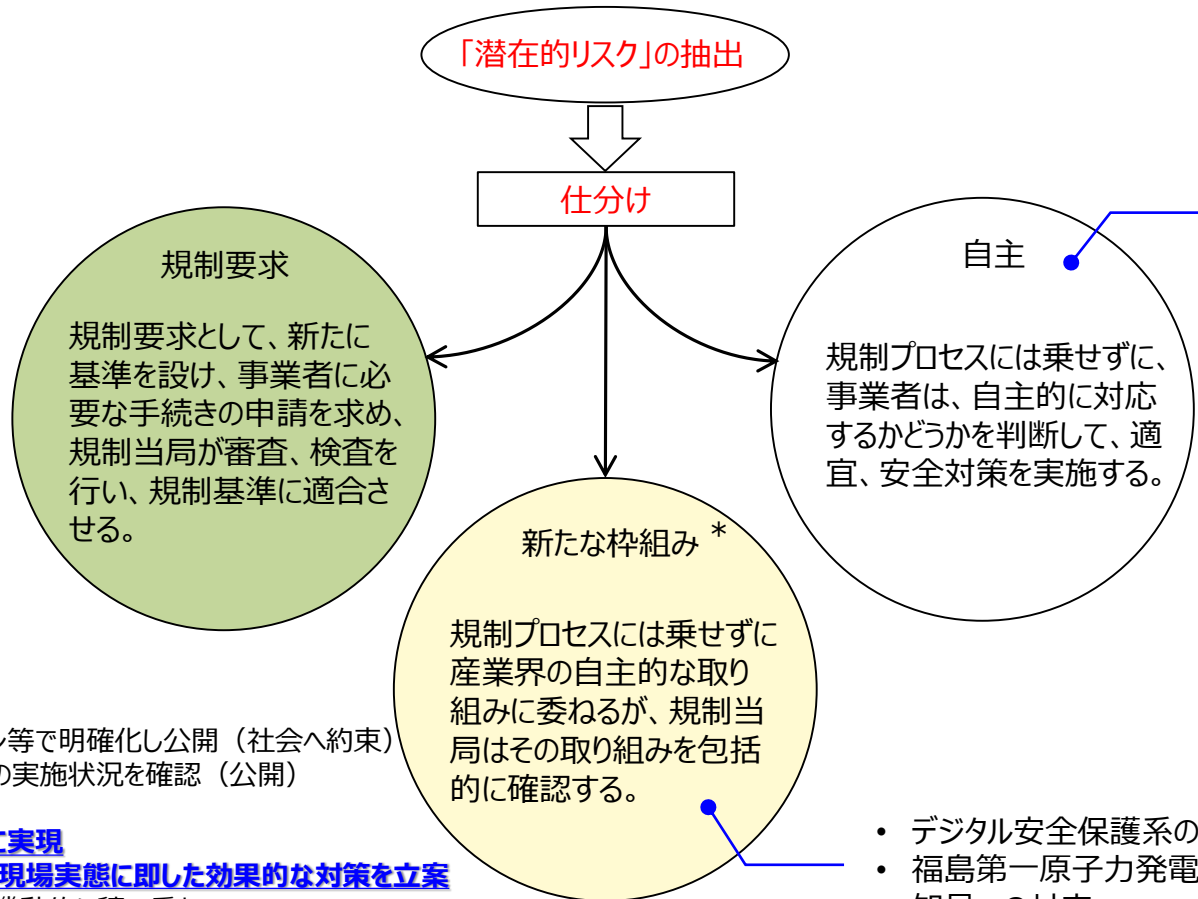 「潜在的リスク」の抽出
仕分け
規制要求
規制要求として、新たに
基準を設け、事業者に必
要な手続きの申請を求め、
規制当局が審査、検査を
行い、規制基準に適合さ
せる。
自主
規制プロセスには乗せずに、
事業者は、自主的に対応
するかどうかを判断して、適
宜、安全対策を実施する。
新たな枠組み *
規制プロセスには乗せずに
産業界の自主的な取り
組みに委ねるが、規制当
局はその取り組みを包括
的に確認する。
等で明確化し公開（社会へ約束）
の実施状況を確認（公開）
に実現
現場実態に即した効果的な対策を立案
• デジタル安全保護系の
• 福島第一原子力発電